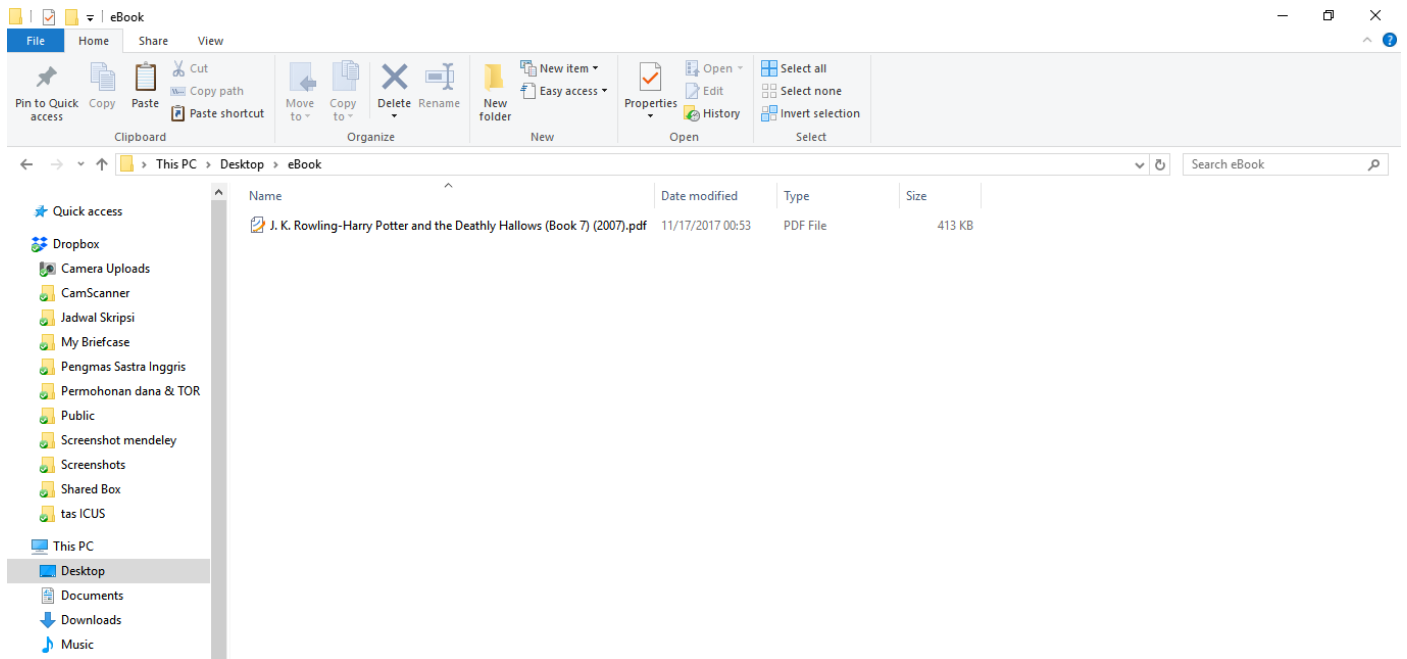 eBook
File Home Share View
Pin to Quick access
Copy
Paste
Cut
Copy path
Paste shortcut
Clipboard
Move to
Copy to
Delete
Rename
Organize
New folder
New item
Easy access
New
Properties
Open
Edit
History
Open
Select all
Select none
Invert selection
Select
This PC > Desktop > eBook
Search eBook
Name Date modified Type Size
J. K. Rowling-Harry Potter and the Deathly Hallows (Book 7) (2007).pdf 11/17/2017 00:53 PDF File 413 KB
Quick access
Dropbox
Camera Uploads
CamScanner
Jadwal Skripsi
My Briefcase
Pengmas Sastra Inggris
Permohonan dana & TOR
Public
Screenshot mendeley
Screenshots
Shared Box
tas ICUS
This PC
Desktop
Documents
Downloads
Music